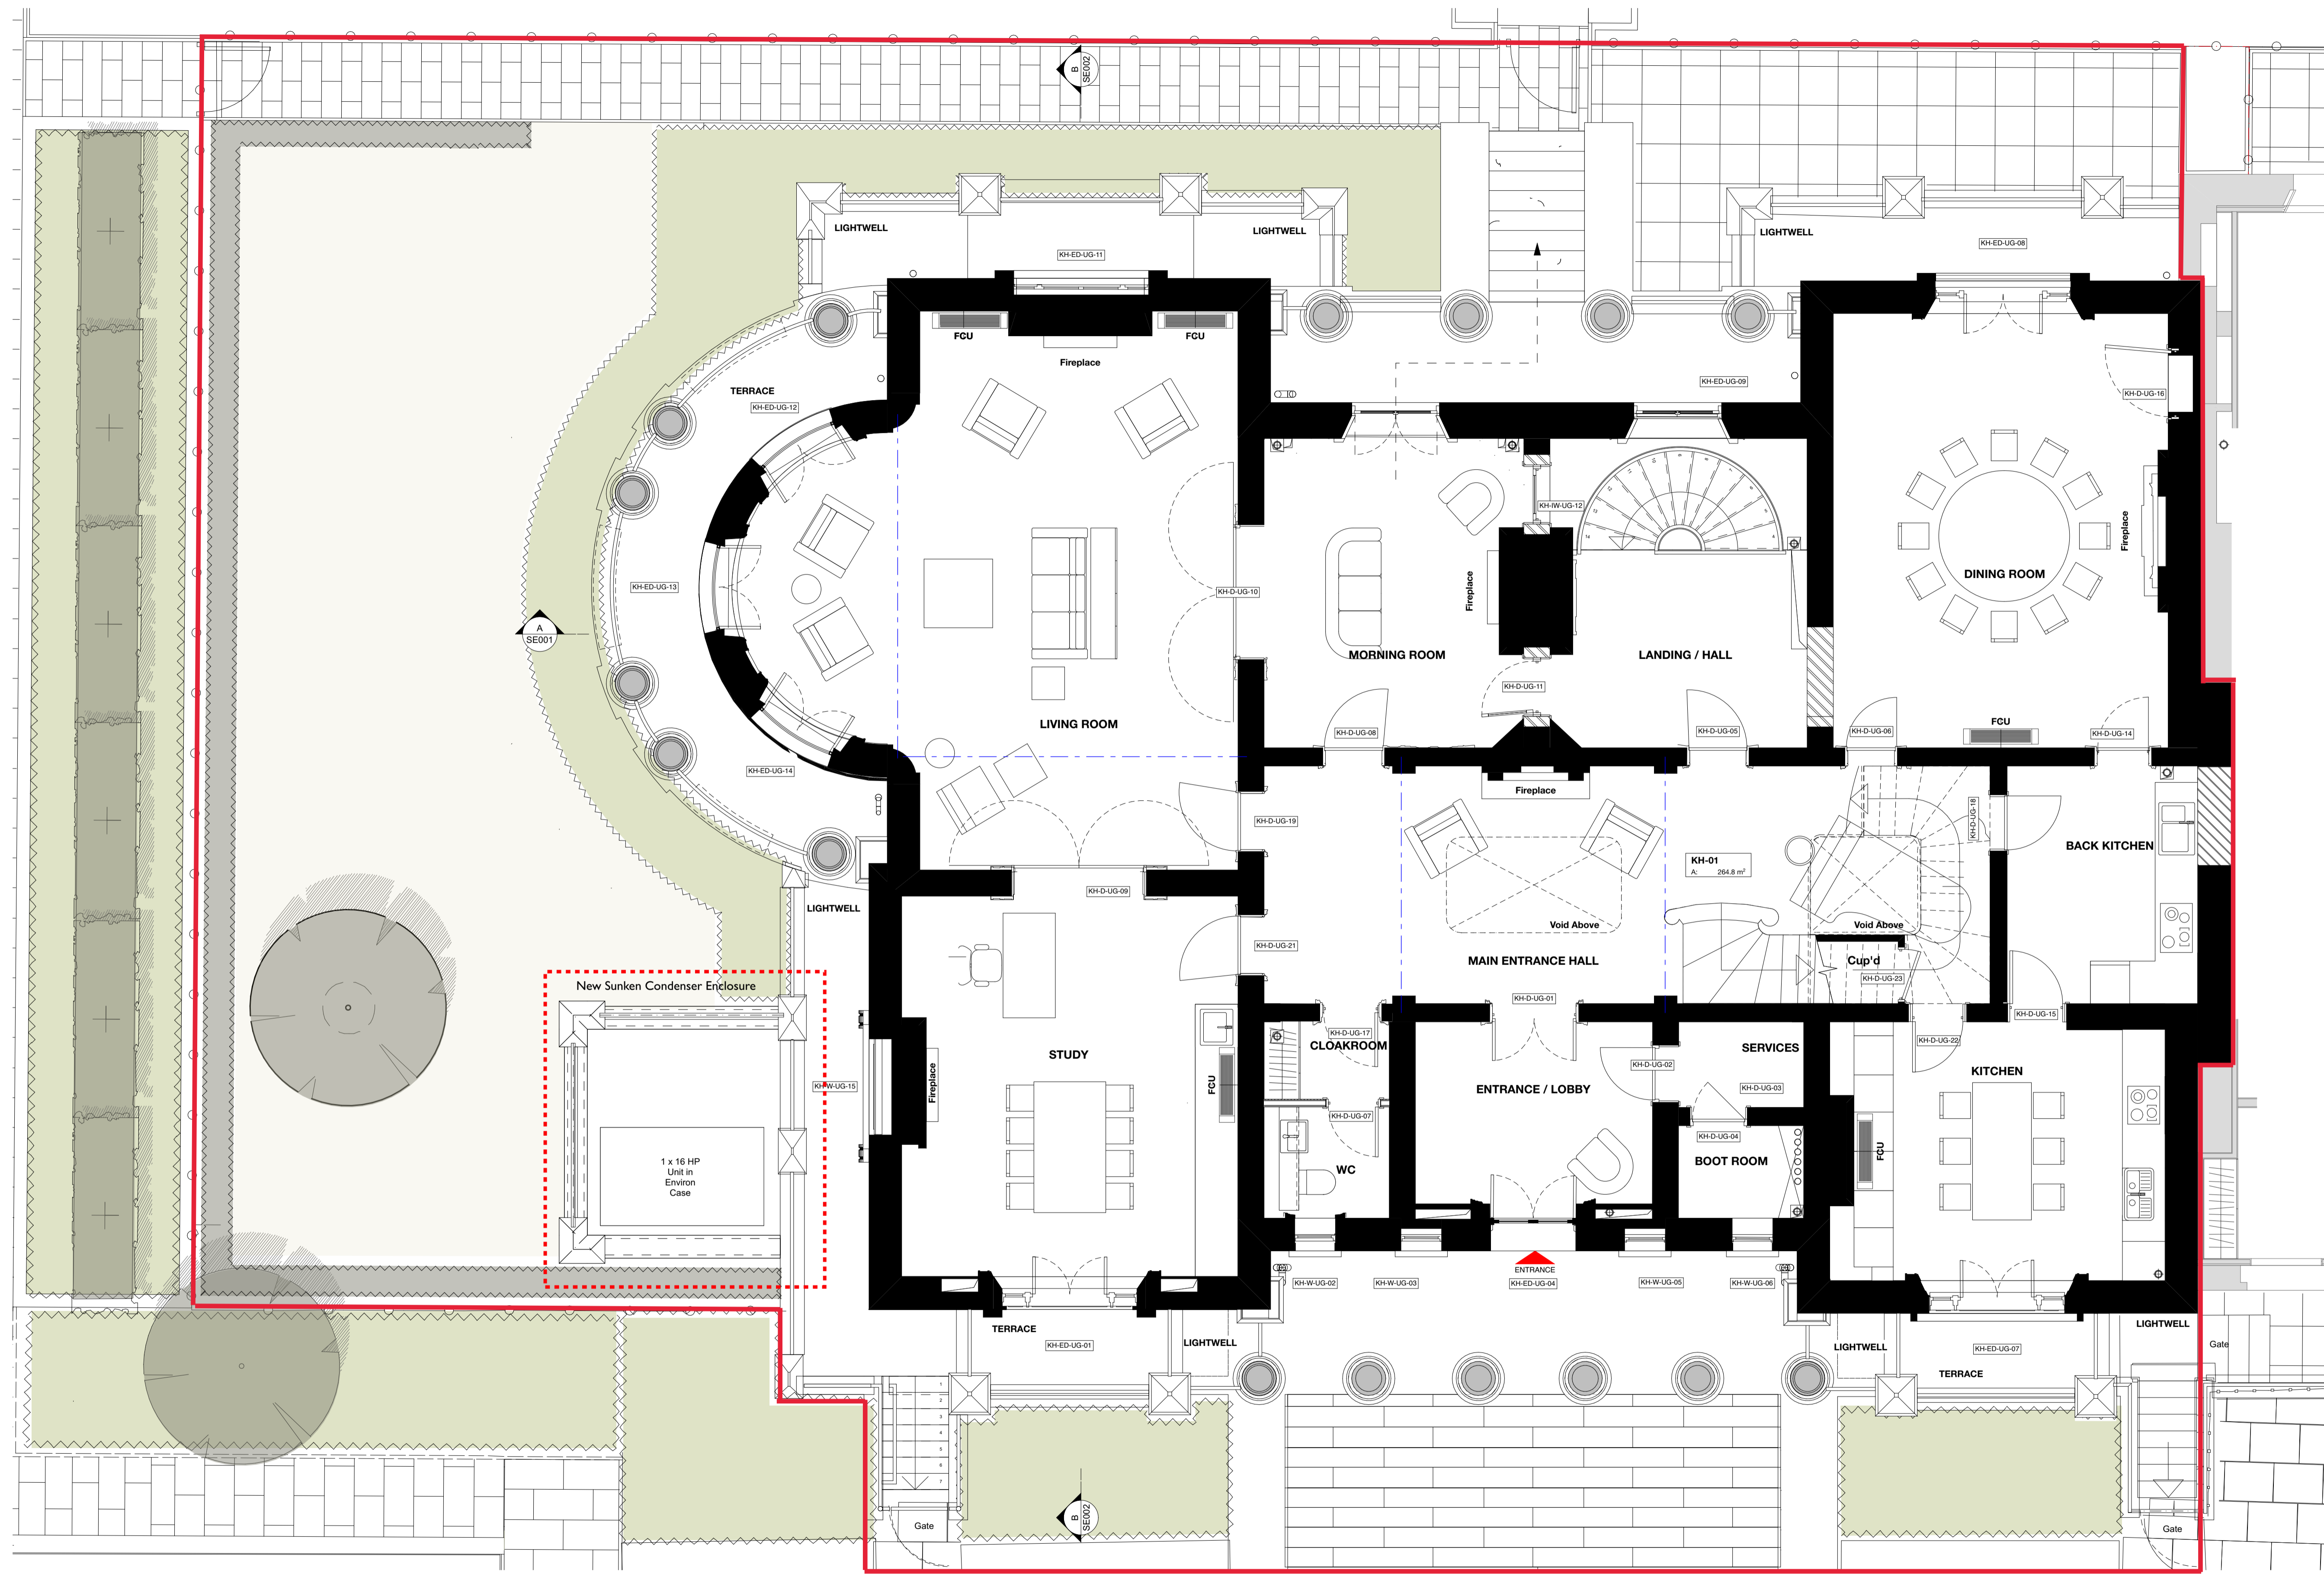 B
SE002
LIGHTWELL
LIGHTWELL
LIGHTWELL
KH-ED-UG-08
KH-ED-UG-11
FCU
FCU
Fireplace
TERRACE
KH-ED-UG-12
KH-ED-UG-09
KH-D-UG-16
KH-IW-UG-12
Fireplace
DINING ROOM
KH-ED-UG-13
KH-D-UG-10
Fireplace
A
SE001
MORNING ROOM
LANDING / HALL
KH-D-UG-11
LIVING ROOM
FCU
KH-D-UG-08
KH-D-UG-05
KH-D-UG-06
KH-D-UG-14
KH-ED-UG-14
Fireplace
KH-D-UG-19
KH-D-UG-18
BACK KITCHEN
KH-01
A: 264.8 m²
KH-D-UG-09
LIGHTWELL
Void Above
Void Above
KH-D-UG-21
MAIN ENTRANCE HALL
Cup'd
KH-D-UG-23
New Sunken Condenser Enclosure
KH-D-UG-01
KH-D-UG-15
KH-D-UG-17
CLOAKROOM
KH-D-UG-22
SERVICES
STUDY
KH-D-UG-02
KITCHEN
KH-W-UG-15
Fireplace
FCU
ENTRANCE / LOBBY
KH-D-UG-03
KH-D-UG-07
KH-D-UG-04
FCU
1 x 16 HP
Unit in
Environ
Case
WC
BOOT ROOM
ENTRANCE
KH-W-UG-02
KH-W-UG-03
KH-ED-UG-04
KH-W-UG-05
KH-W-UG-06
TERRACE
KH-ED-UG-01
LIGHTWELL
LIGHTWELL
KH-ED-UG-07
LIGHTWELL
Gate
TERRACE
1
2
3
4
5
6
7
Gate
B
SE002
Gate